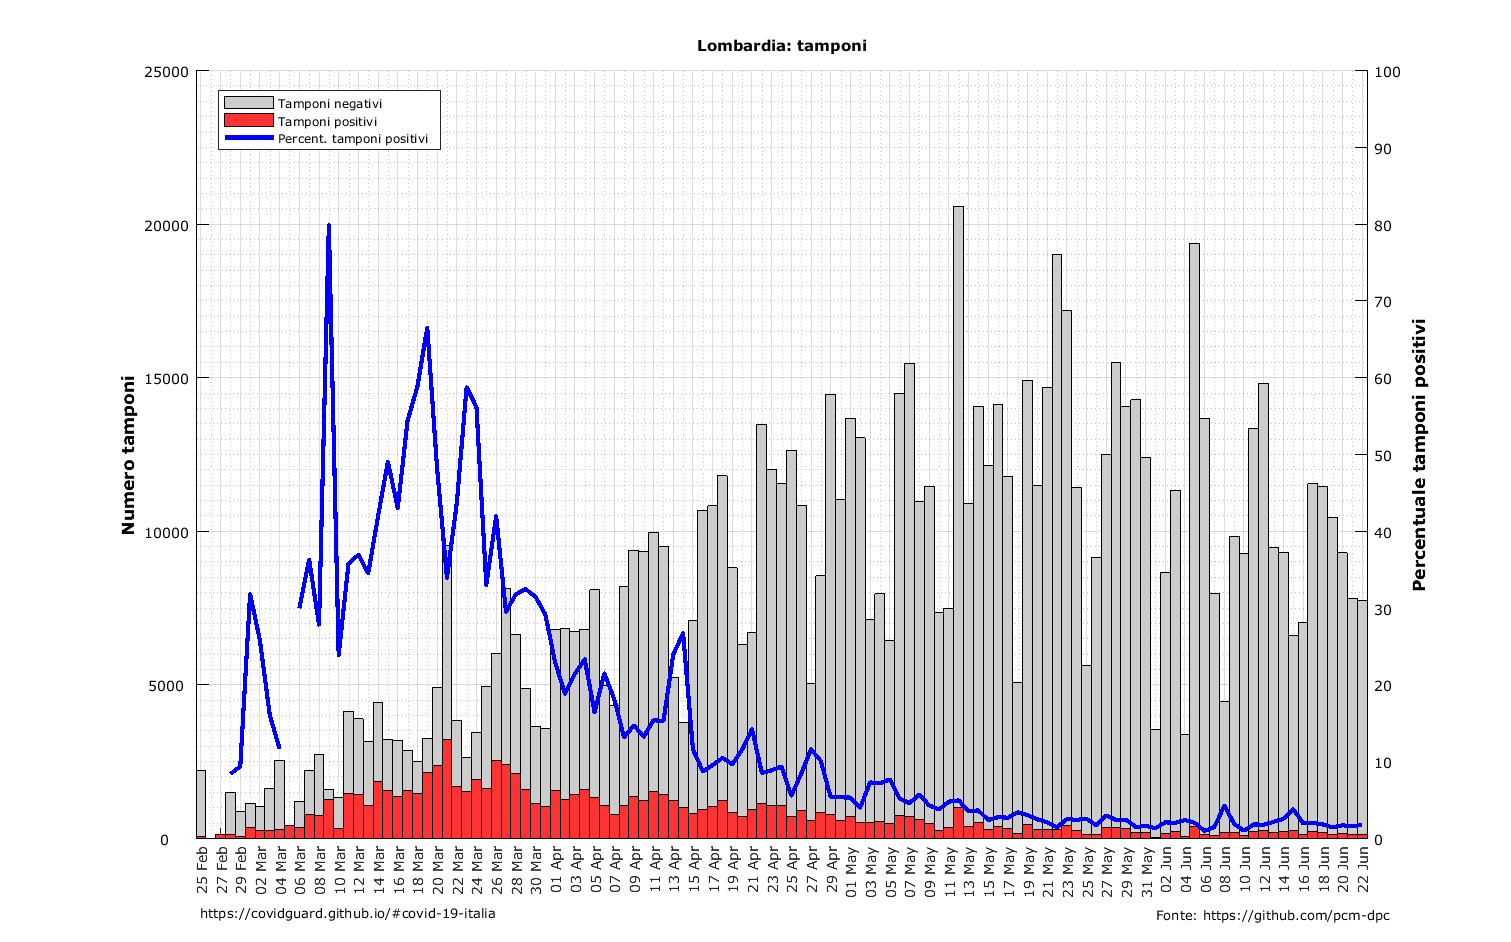 Lombardia: tamponi
25000
20000
15000
10000
5000
0
Numero tamponi
Tamponi negativi
Tamponi positivi
Percent. tamponi positivi
100
90
80
70
60
50
40
30
20
10
0
Percentuale tamponi positivi
25 Feb
27 Feb
29 Feb
02 Mar
04 Mar
06 Mar
08 Mar
10 Mar
12 Mar
14 Mar
16 Mar
18 Mar
20 Mar
22 Mar
24 Mar
26 Mar
28 Mar
30 Mar
01 Apr
03 Apr
05 Apr
07 Apr
09 Apr
11 Apr
13 Apr
15 Apr
17 Apr
19 Apr
21 Apr
23 Apr
25 Apr
27 Apr
29 Apr
01 May
03 May
05 May
07 May
09 May
11 May
13 May
15 May
17 May
19 May
21 May
23 May
25 May
27 May
29 May
31 May
02 Jun
04 Jun
06 Jun
08 Jun
10 Jun
12 Jun
14 Jun
16 Jun
18 Jun
20 Jun
22 Jun
https://covidguard.github.io/#covid-19-italia
Fonte: https://github.com/pcm-dpc